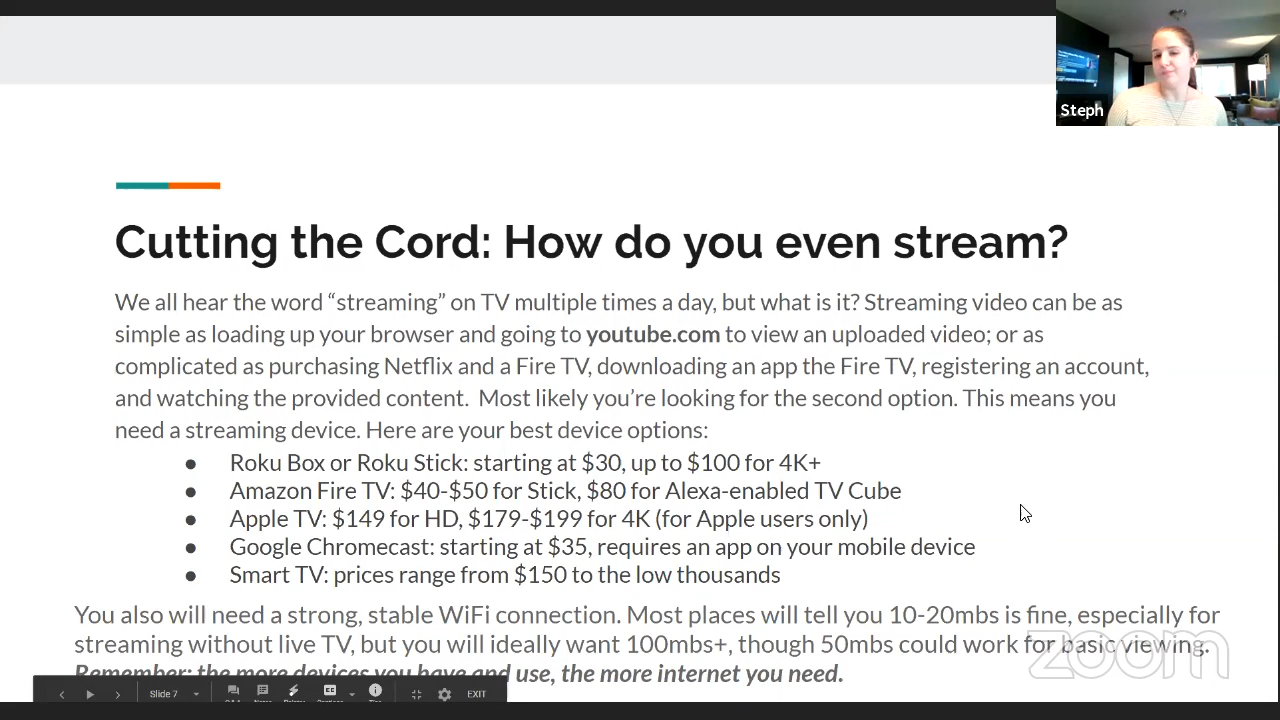 Steph
Cutting the Cord: How do you even stream?
We all hear the word “streaming” on TV multiple times a day, but what is it? Streaming video can be as
simple as loading up your browser and going to youtube.com to view an uploaded video; or as
complicated as purchasing Netflix and a Fire TV, downloading an app the Fire TV, registering an account,
and watching the provided content.  Most likely you’re looking for the second option. This means you
need a streaming device. Here are your best device options:
● Roku Box or Roku Stick: starting at $30, up to $100 for 4K+
● Amazon Fire TV: $40-$50 for Stick, $80 for Alexa-enabled TV Cube
● Apple TV: $149 for HD, $179-$199 for 4K (for Apple users only)
● Google Chromecast: starting at $35, requires an app on your mobile device
● Smart TV: prices range from $150 to the low thousands
You also will need a strong, stable WiFi connection. Most places will tell you 10-20mbs is fine, especially for
streaming without live TV, but you will ideally want 100mbs+, though 50mbs could work for basic viewing.
Remember: the more devices you have and use, the more internet you need.
zoom
Slide 7
EXIT